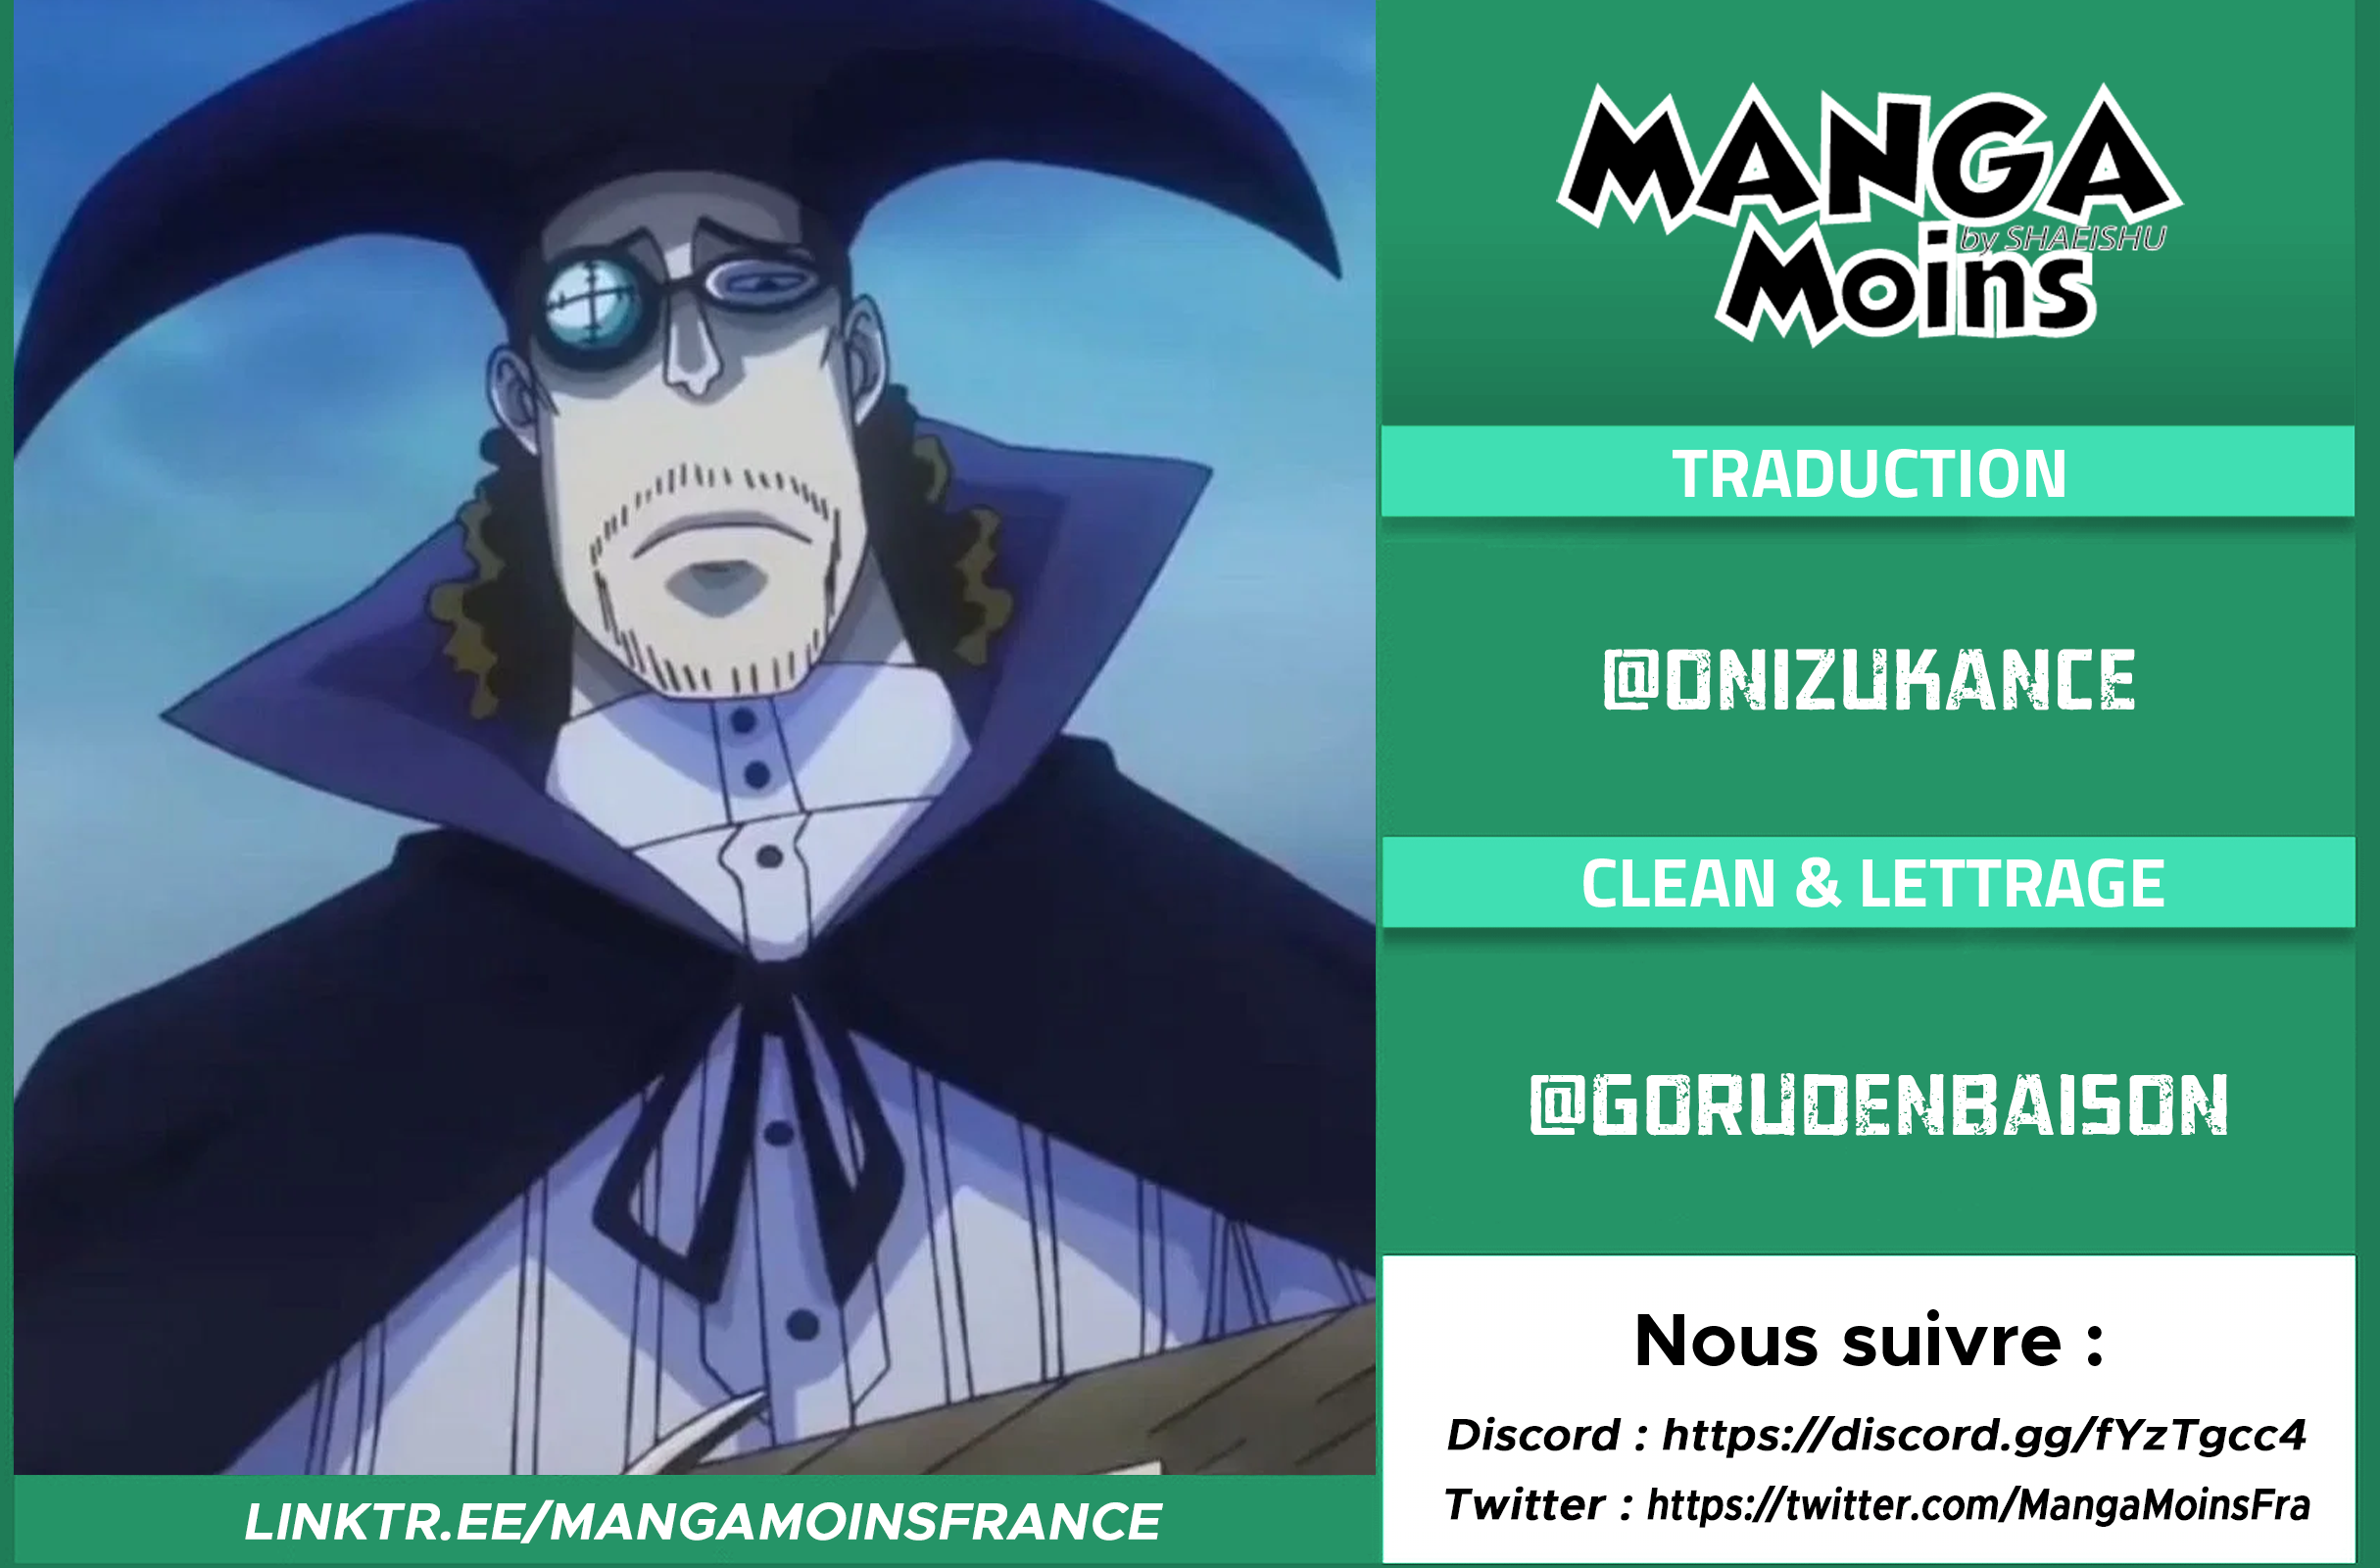 MANGA
by SHAEISHU
Moins
TRADUCTION
@ONIZUKANCE
CLEAN & LETTRAGE
@GORUDENBAISON
Nous suivre :
Discord : https://discord.gg/fYzTgcc4
Twitter : https://twitter.com/MangaMoinsFra
LINKTR.EE/MANGAMOINSFRANCE